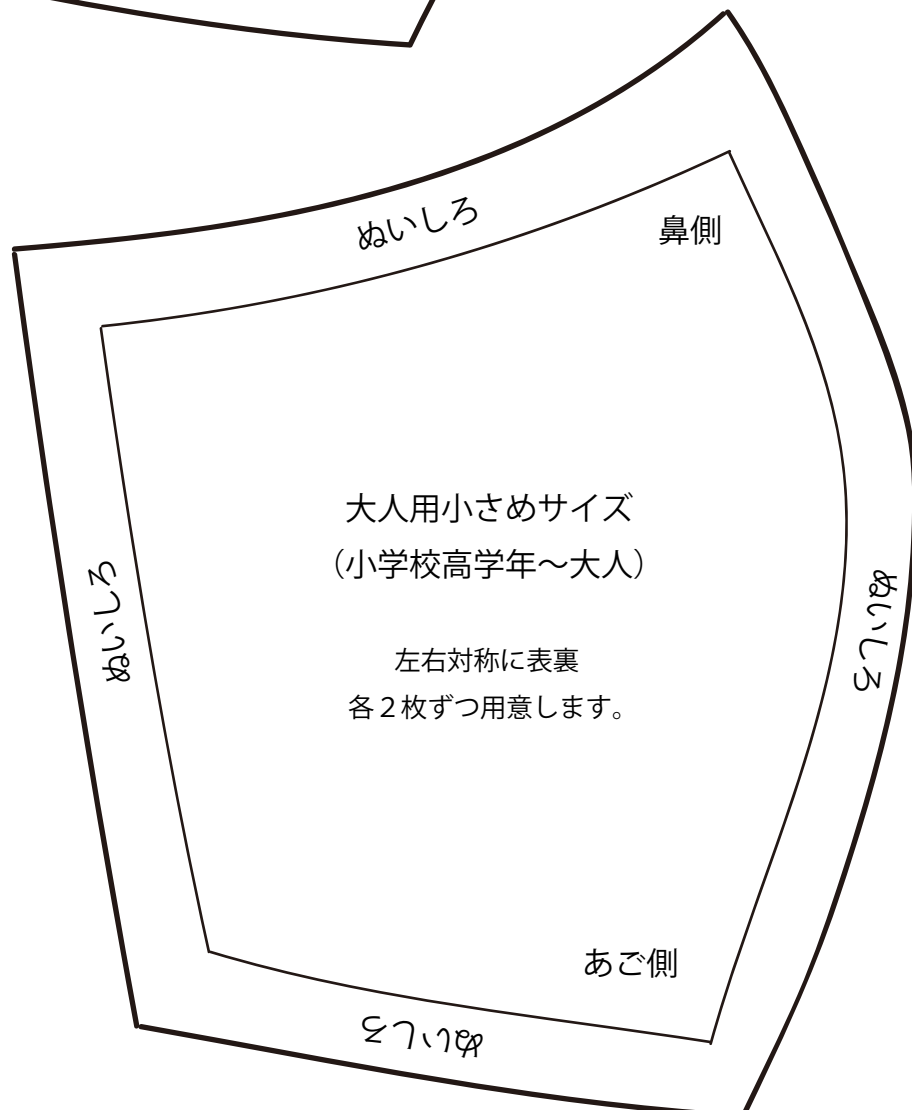 ぬいしろ
鼻側
大人用小さめサイズ
（小学校高学年～大人）
ぬいしろ
ぬいしろ
左右対称に表裏
各２枚ずつ用意します。
あご側
ぬいしろ